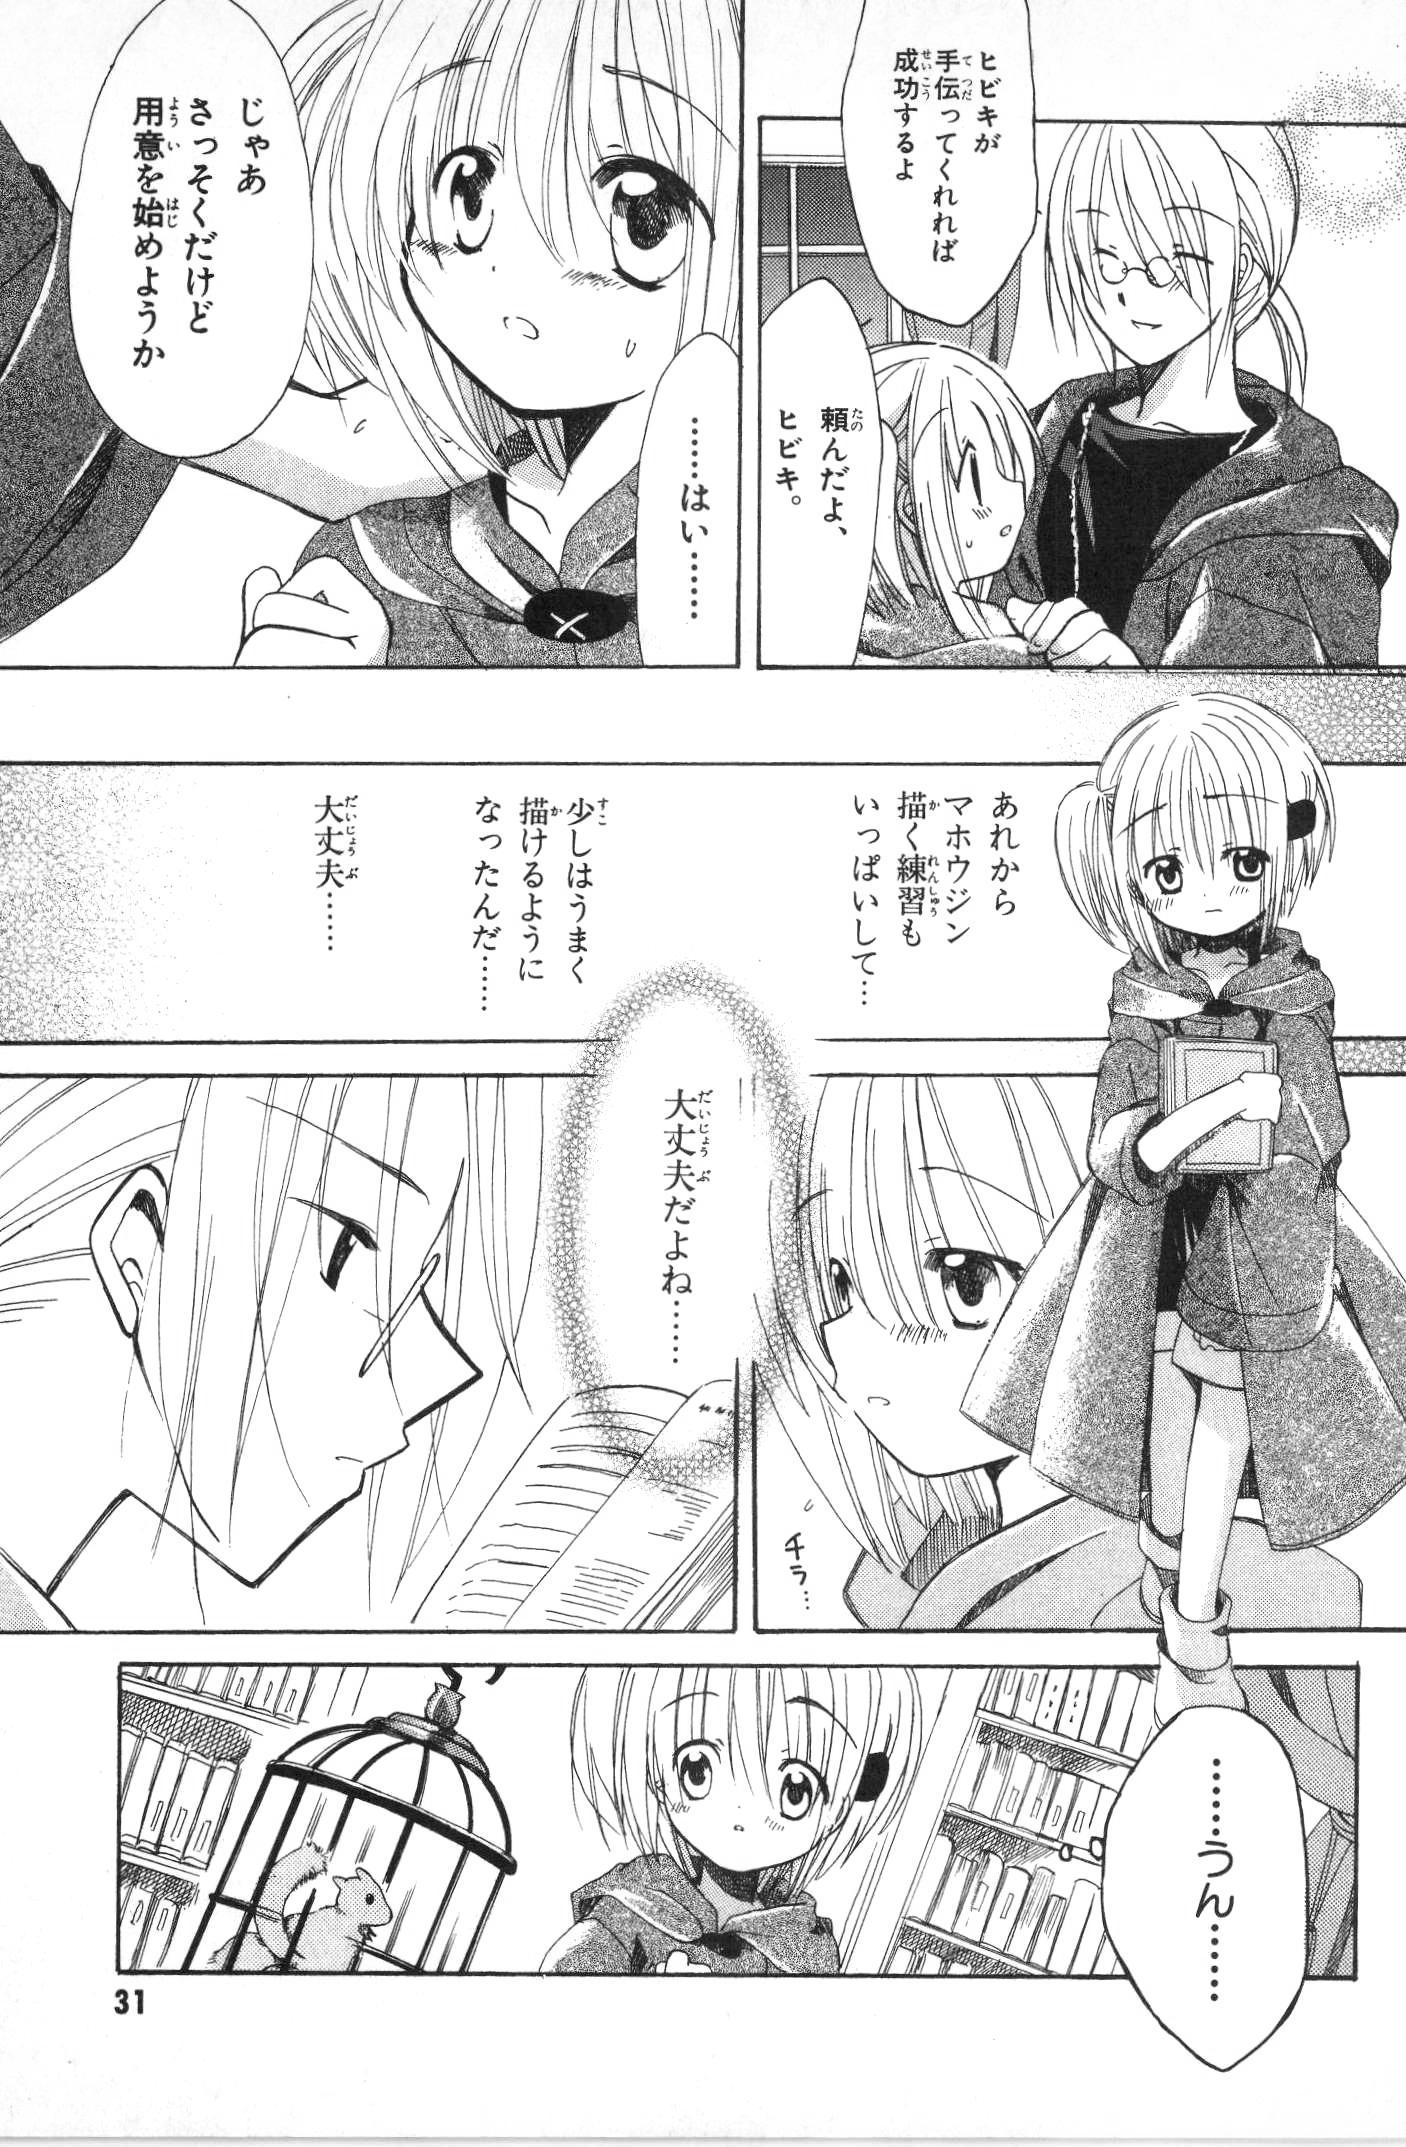 ヒビキが
手伝ってくれれば
成功するよ
頼んだよ、
ヒビキ。
……はい………
じゃあ
さっそくだけど
用意を始めようか
あれから
マホウジン
描く練習も
いっぱいして…
少しはうまく
描けるように
なったんだ……
大丈夫……
大丈夫だよね……
チラ…
……うん………
31